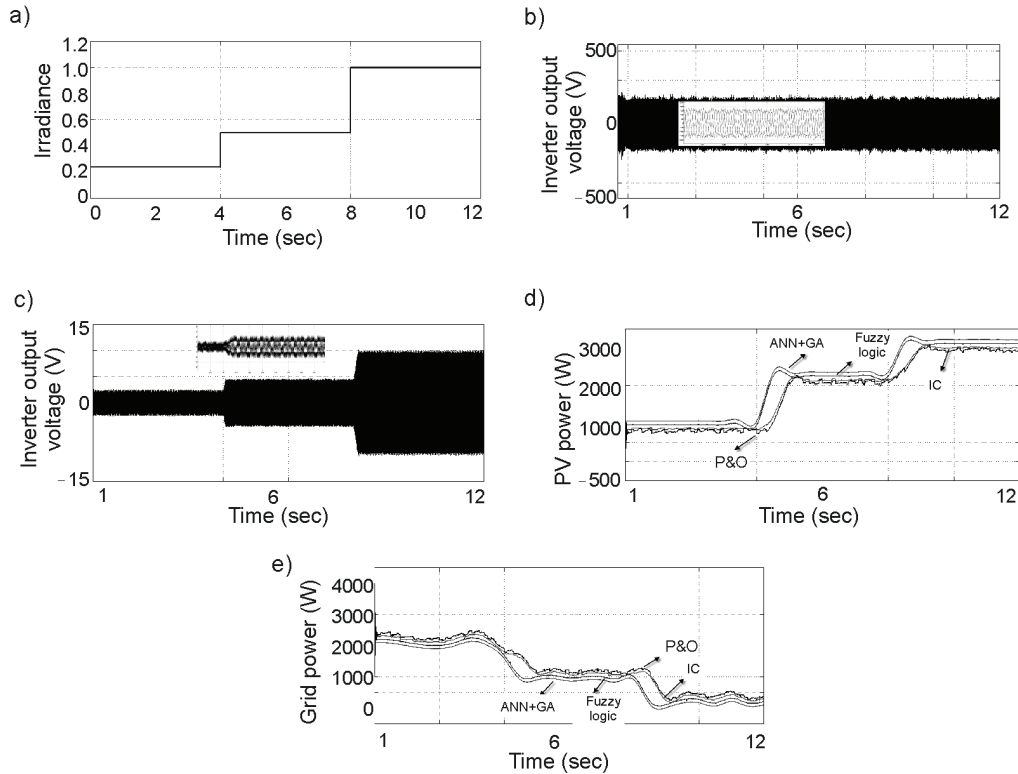 a)
1.2
1.0
0.8
0.6
0.4
0.2
0
Irradiance
0 2 4 6 8 10 12
Time (sec)
b)
500
0
−500
Inverter output
voltage (V)
1 6 12
Time (sec)
c)
15
0
−15
Inverter output
voltage (V)
1 6 12
Time (sec)
d)
3000
2000
1000
−500
PV power (W)
ANN+GA
Fuzzy
logic
IC
P&O
1 6 12
Time (sec)
e)
4000
3000
2000
1000
0
Grid power (W)
P&O
IC
ANN+GA
Fuzzy
logic
1 6 12
Time (sec)